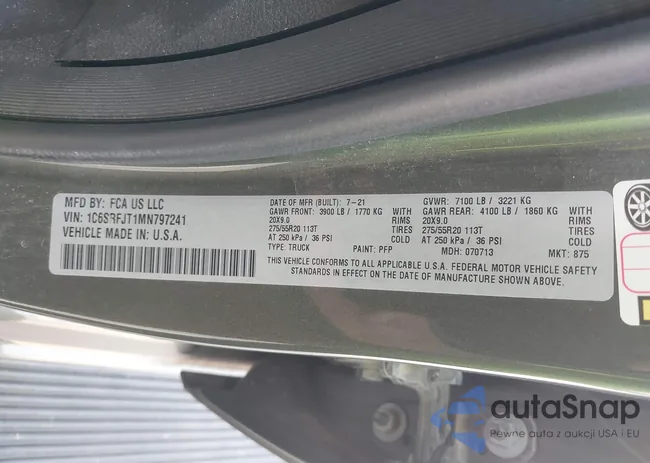 MFD BY: FCA US LLC
VIN: 1C6SRFJT1MN797241
VEHICLE MADE IN U.S.A.
DATE OF MFR (BUILT): 7-21
GAWR FRONT: 3900 LB / 1770 KG
20X9.0 RIMS
275/55R20 113T TIRES
AT 250 kPa / 36 PSI COLD
TYPE: TRUCK PAINT: PFP
GVWR: 7100 LB / 3221 KG
GAWR REAR: 4100 LB / 1860 KG
20X9.0 RIMS
275/55R20 113T TIRES
AT 250 kPa / 36 PSI COLD
MDH: 070713 MKT: 875
THIS VEHICLE CONFORMS TO ALL APPLICABLE U.S.A. FEDERAL MOTOR VEHICLE SAFETY
STANDARDS IN EFFECT ON THE DATE OF MANUFACTURE SHOWN ABOVE.
autaSnap
Pewne auta z aukcji USA i EU